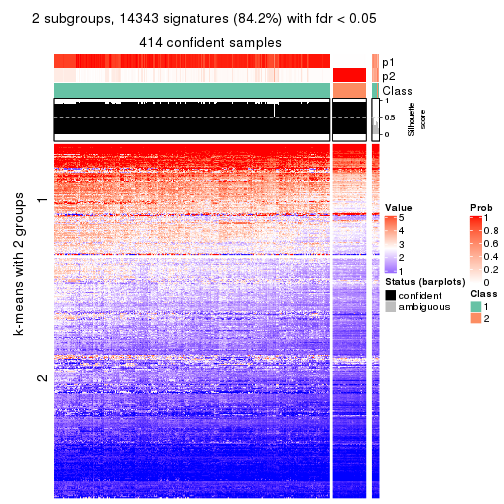 2 subgroups, 14343 signatures (84.2%) with fdr < 0.05
414 confident samples
p1
p2
Class
1
0.5
0
Silhouette
score
k-means with 2 groups
1
2
Value
5
4
3
2
1
Prob
1
0.8
0.6
0.4
0.2
0
Status (barplots)
confident
ambiguous
Class
1
2